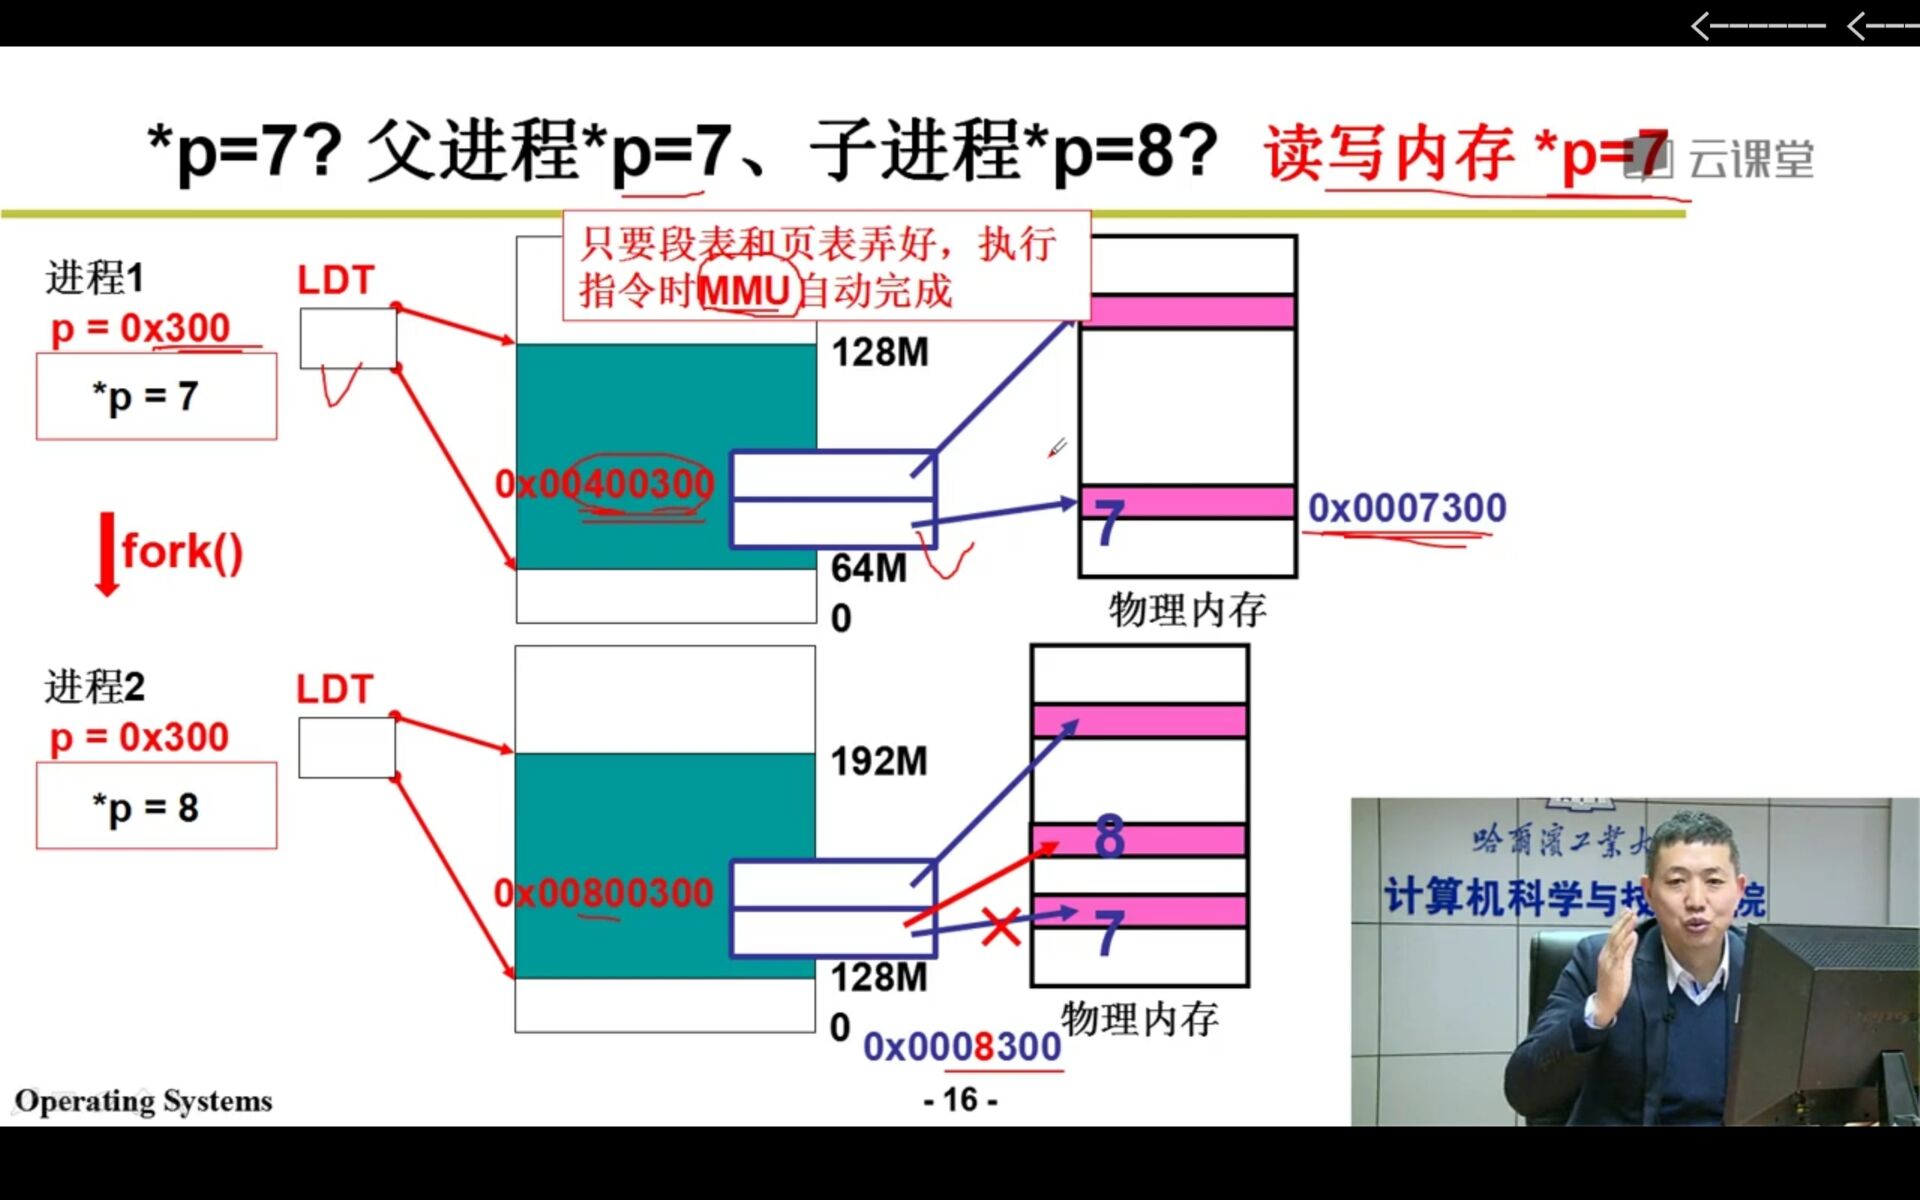 *p=7? 父进程*p=7、子进程*p=8? 读写内存 *p=7
云课堂
只要段表和页表弄好，执行
指令时MMU自动完成
进程1
p = 0x300
*p = 7
LDT
128M
0x00400300
64M
0
7
0x0007300
物理内存
fork()
进程2
p = 0x300
*p = 8
LDT
192M
0x00800300
128M
0
8
7
物理内存
0x0008300
哈尔滨工業大
计算机科学与技 院
Operating Systems
- 16 -